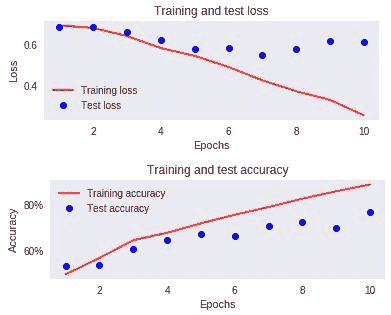 Training and test loss
0.6
0.4
Loss
Training loss
Test loss
2 4 6 8 10
Epochs
Training and test accuracy
Training accuracy
Test accuracy
80%
60%
Accuracy
2 4 6 8 10
Epochs